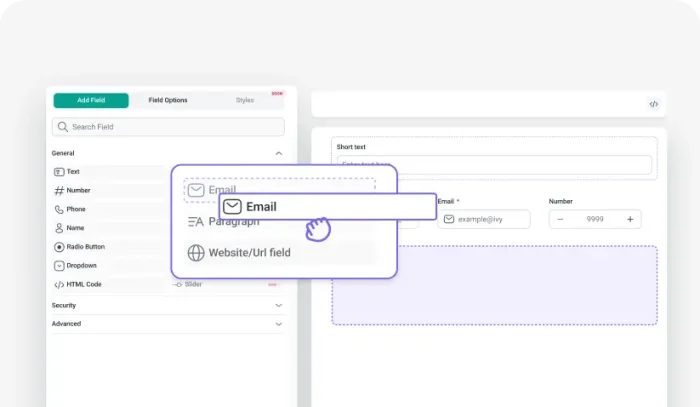 Add Field
Field Options
Styles
Search Field
General
Text
Number
Phone
Name
Radio Button
Dropdown
HTML Code
Slider
Security
Advanced
Email
Email
Paragraph
Website/Url field
Short text
Email *
example@ivy
Number
9999